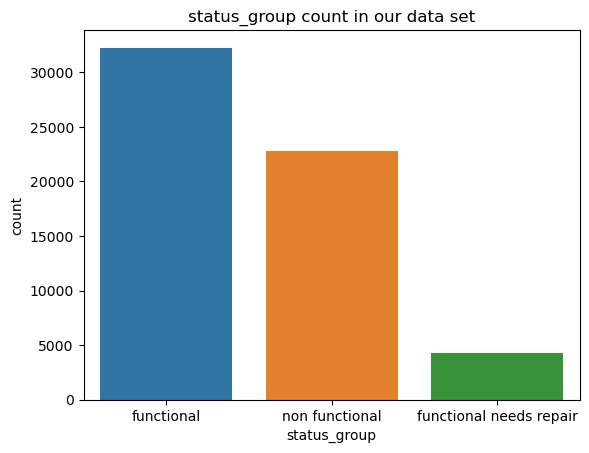 status_group count in our data set
30000
25000
20000
15000
10000
5000
0
count
functional
non functional
functional needs repair
status_group